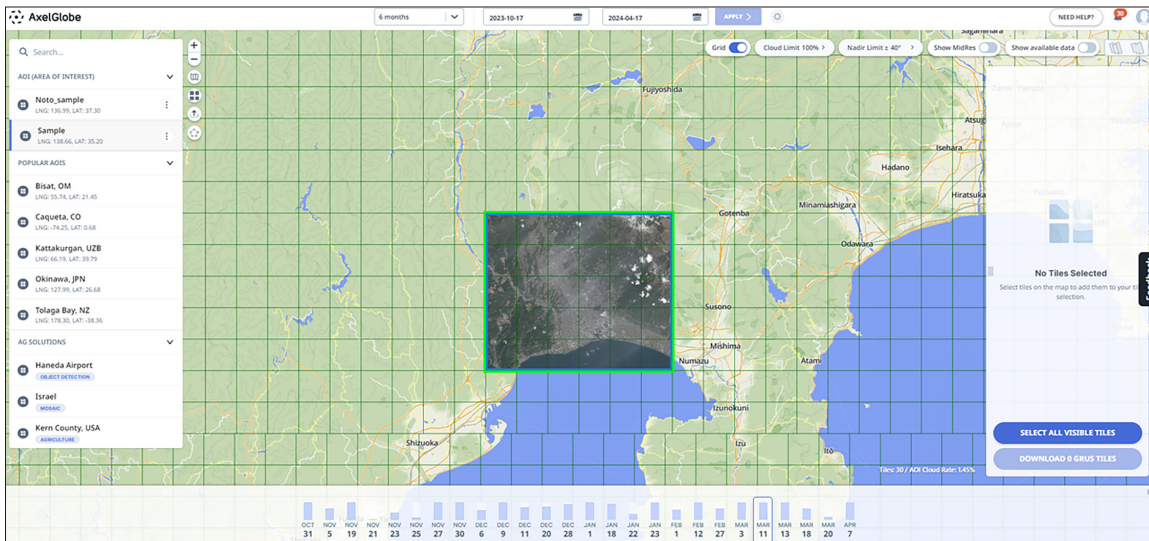 AxelGlobe
6 months
2023-10-17
2024-04-17
APPLY
NEED HELP?
30
Search...
Grid
Cloud Limit 100%
Nadir Limit ± 40°
Show MidRes
Show available data
AOI (AREA OF INTEREST)
Noto_sample
LNG: 136.99, LAT: 37.30
Sample
LNG: 138.66, LAT: 35.20
POPULAR AOIS
Bisat, OM
LNG: 55.74, LAT: 21.45
Caqueta, CO
LNG: -74.25, LAT: 0.68
Kattakurgan, UZB
LNG: 66.19, LAT: 39.79
Okinawa, JPN
LNG: 127.99, LAT: 26.68
Tolaga Bay, NZ
LNG: 178.30, LAT: -38.36
AG SOLUTIONS
Haneda Airport
OBJECT DETECTION
Israel
MOSAIC
Kern County, USA
AGRICULTURE
Fujiyoshida
Atsug
Isehara
Hadano
Hiratsuka
Minamiashigara
Gotenba
Odawara
Susono
Mishima
Numazu
Atami
Izunokuni
Shizuoka
Izu
Itō
No Tiles Selected
Select tiles on the map to add them to your
selection.
SELECT ALL VISIBLE TILES
DOWNLOAD 0 GRUS TILES
Tiles: 30 / AOI Cloud Rate: 1.45%
OCT NOV NOV NOV NOV NOV NOV NOV DEC DEC DEC DEC DEC JAN JAN JAN JAN FEB FEB FEB MAR MAR MAR MAR MAR APR
31 5 19 21 23 25 27 30 6 9 11 20 28 1 18 22 23 1 12 27 3 11 13 18 20 7